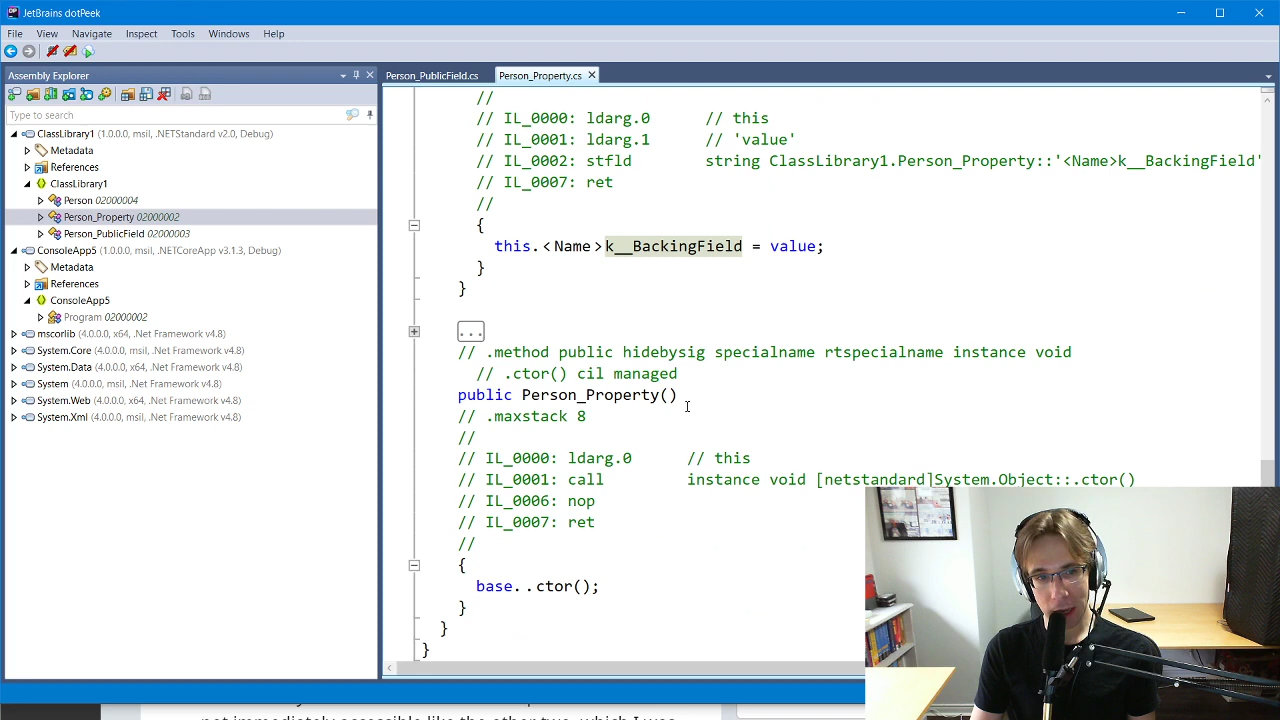 JetBrains dotPeek
File View Navigate Inspect Tools Windows Help
Assembly Explorer
Type to search
ClassLibrary1 (1.0.0.0, msil, .NETStandard v2.0, Debug)
Metadata
References
ClassLibrary1
Person 02000004
Person_Property 02000002
Person_PublicField 02000003
ConsoleApp5 (1.0.0.0, msil, .NETCoreApp v3.1.3, Debug)
Metadata
References
ConsoleApp5
Program 02000002
mscorlib (4.0.0.0, x64, .Net Framework v4.8)
System.Core (4.0.0.0, msil, .Net Framework v4.8)
System.Data (4.0.0.0, x64, .Net Framework v4.8)
System (4.0.0.0, msil, .Net Framework v4.8)
System.Web (4.0.0.0, x64, .Net Framework v4.8)
System.Xml (4.0.0.0, msil, .Net Framework v4.8)
Person_PublicField.cs Person_Property.cs
//
// IL_0000: ldarg.0 // this
// IL_0001: ldarg.1 // 'value'
// IL_0002: stfld string ClassLibrary1.Person_Property::'<Name>k__BackingField'
// IL_0007: ret
//
{
this.<Name>k__BackingField = value;
}
}
...
// .method public hidebysig specialname rtspecialname instance void
// .ctor() cil managed
public Person_Property()
// .maxstack 8
//
// IL_0000: ldarg.0 // this
// IL_0001: call instance void [netstandard]System.Object::.ctor()
// IL_0006: nop
// IL_0007: ret
//
{
base..ctor();
}
}
}